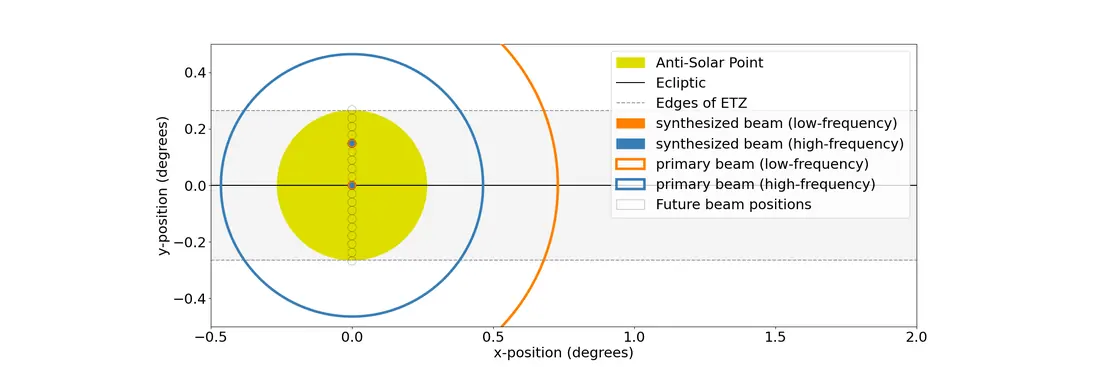 0.4
0.2
0.0
−0.2
−0.4
y-position (degrees)
−0.5
0.0
0.5
1.0
1.5
2.0
x-position (degrees)
Anti-Solar Point
Ecliptic
Edges of ETZ
synthesized beam (low-frequency)
synthesized beam (high-frequency)
primary beam (low-frequency)
primary beam (high-frequency)
Future beam positions